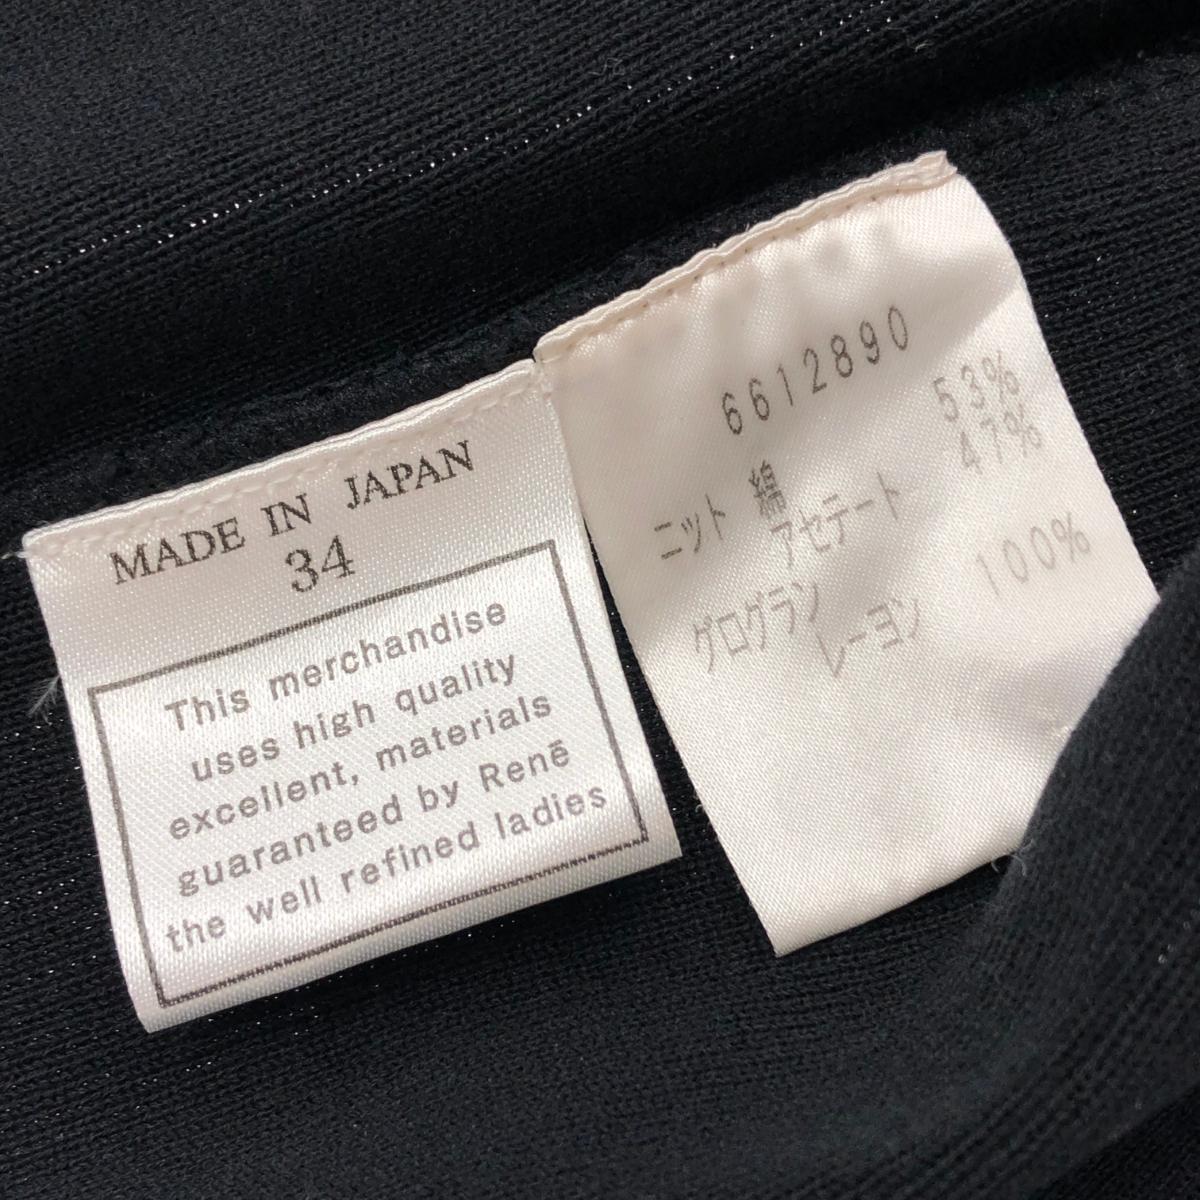 MADE IN JAPAN
34
This merchandise
uses high quality
excellent, materials
guaranteed by Renē
the well refined ladies
6612890
ニット 綿 53%
アセテート 47%
グログラン
レーヨン 100%